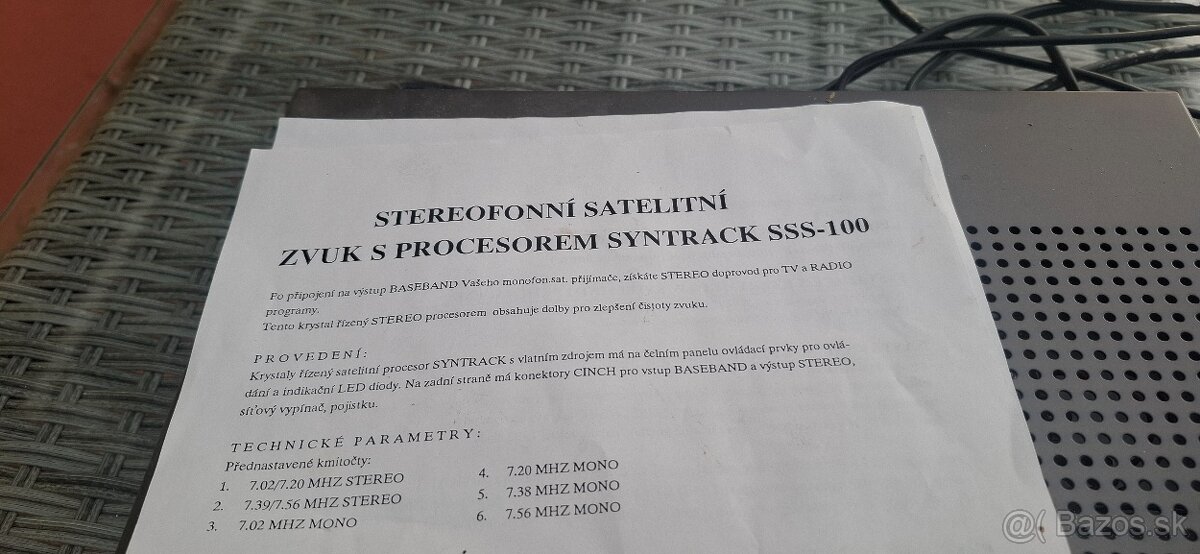 STEREOFONNÍ SATELITNÍ
ZVUK S PROCESOREM SYNTRACK SSS-100
Po připojení na výstup BASEBAND Vašeho monofon.sat. přijímače, získáte STEREO doprovod pro TV a RADIO
programy.
Tento krystal řízený STEREO procesorem obsahuje dolby pro zlepšení čistoty zvuku.
PROVEDENÍ:
Krystaly řízený satelitní procesor SYNTRACK s vlatním zdrojem má na čelním panelu ovládací prvky pro ovlá-
dání a indikační LED diody. Na zadní straně má konektory CINCH pro vstup BASEBAND a výstup STEREO,
síťový vypínač, pojistku.
TECHNICKÉ PARAMETRY:
Přednastavené kmitočty:
1. 7.02/7.20 MHZ STEREO
2. 7.39/7.56 MHZ STEREO
3. 7.02 MHZ MONO
4. 7.20 MHZ MONO
5. 7.38 MHZ MONO
6. 7.56 MHZ MONO
@( Bazos.sk